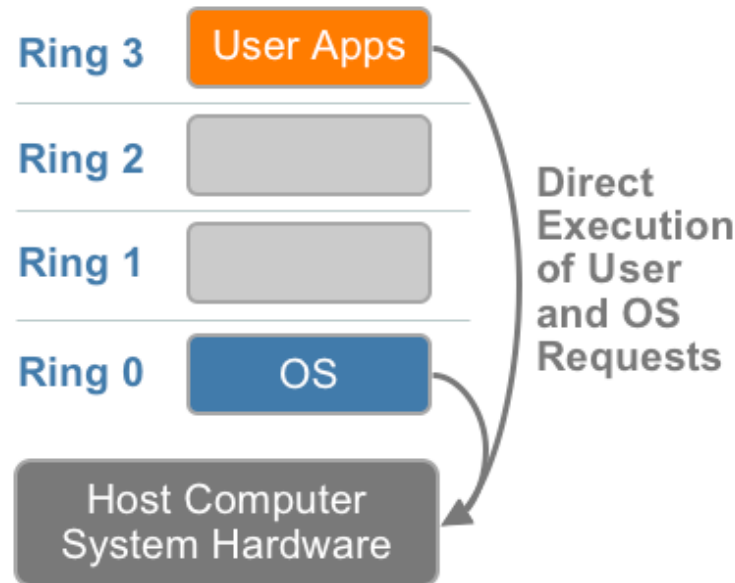 Ring 3
User Apps
Ring 2
Ring 1
Ring 0
OS
Direct
Execution
of User
and OS
Requests
Host Computer
System Hardware